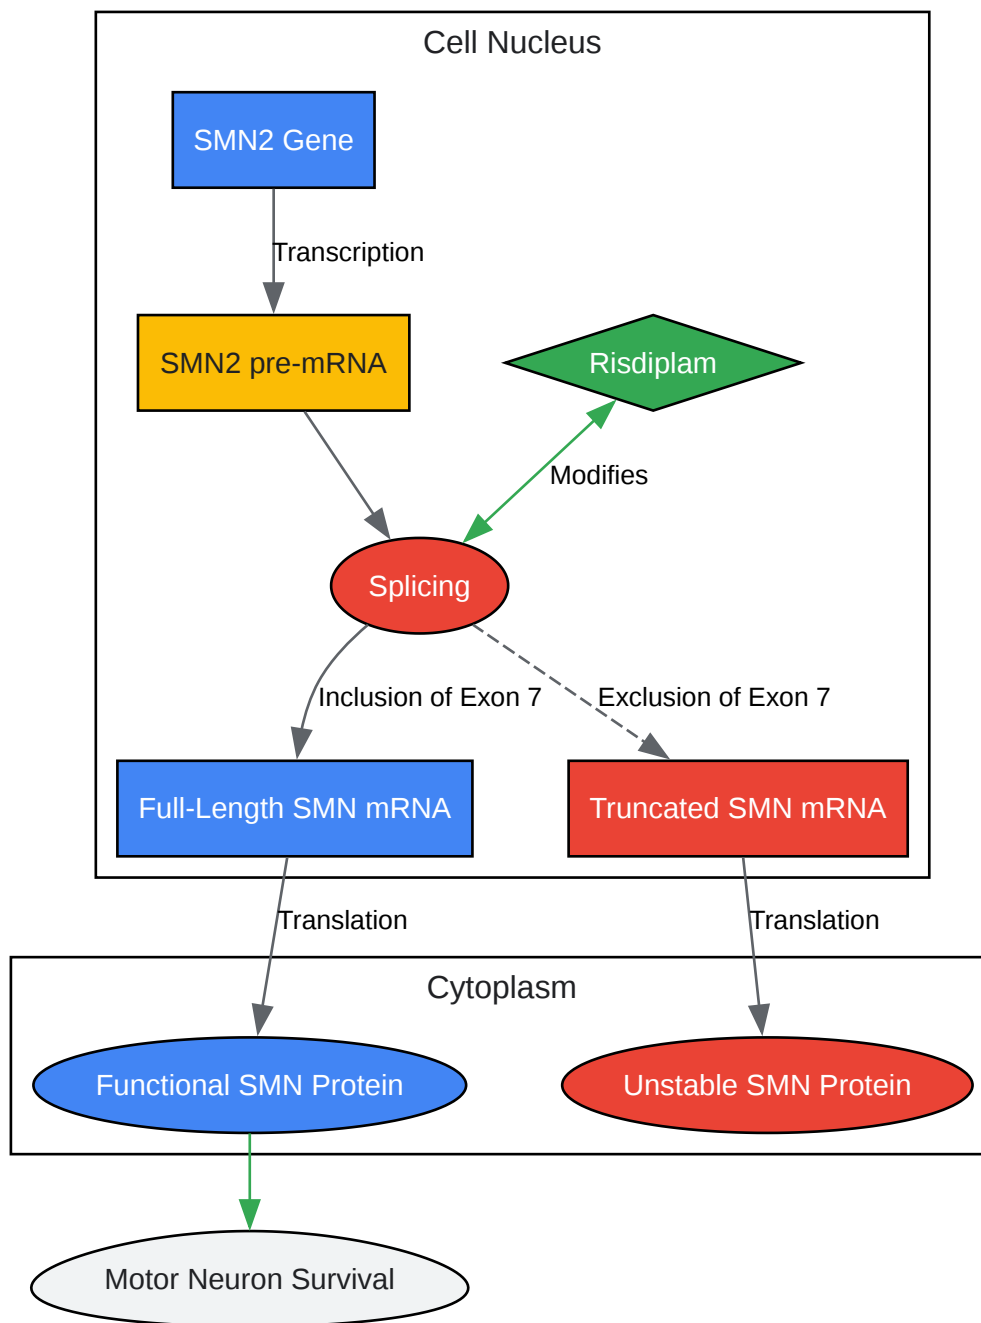 Cell Nucleus
SMN2 Gene
Transcription
SMN2 pre-mRNA
Risdiplam
Modifies
Splicing
Inclusion of Exon 7
Exclusion of Exon 7
Full-Length SMN mRNA
Truncated SMN mRNA
Translation
Translation
Cytoplasm
Functional SMN Protein
Unstable SMN Protein
Motor Neuron Survival